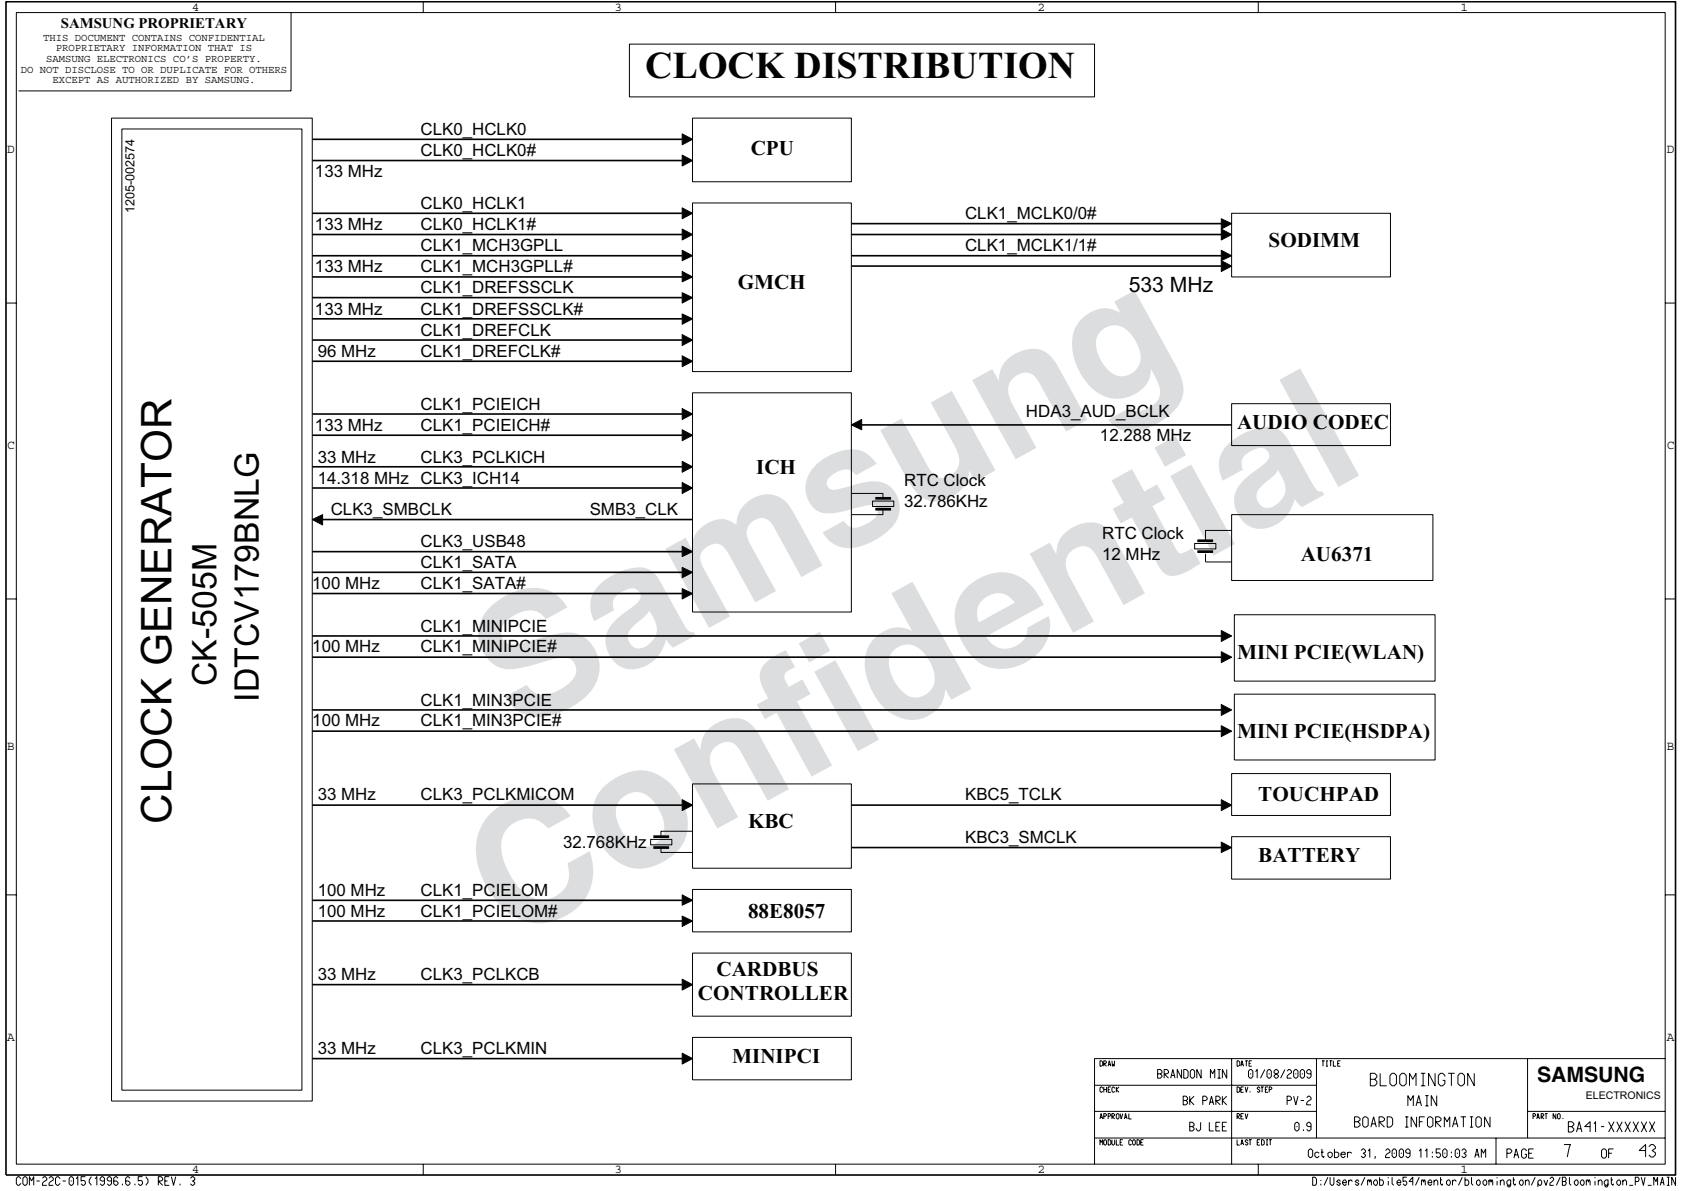 4 3 2 1
SAMSUNG PROPRIETARY
THIS DOCUMENT CONTAINS CONFIDENTIAL
PROPRIETARY INFORMATION THAT IS
SAMSUNG ELECTRONICS CO'S PROPERTY.
DO NOT DISCLOSE TO OR DUPLICATE FOR OTHERS
EXCEPT AS AUTHORIZED BY SAMSUNG.
CLOCK DISTRIBUTION
D
D
C
C
B
B
A
A
1205-002574
CLOCK GENERATOR
CK-505M
IDTCV179BNLG
CLK0_HCLK0
CLK0_HCLK0#
133 MHz
CPU
CLK0_HCLK1
133 MHz CLK0_HCLK1#
CLK1_MCH3GPLL
133 MHz CLK1_MCH3GPLL#
CLK1_DREFSSCLK
133 MHz CLK1_DREFSSCLK#
CLK1_DREFCLK
96 MHz CLK1_DREFCLK#
GMCH
CLK1_MCLK0/0#
CLK1_MCLK1/1#
533 MHz
SODIMM
CLK1_PCIEICH
133 MHz CLK1_PCIEICH#
33 MHz CLK3_PCLKICH
14.318 MHz CLK3_ICH14
CLK3_SMBCLK SMB3_CLK
CLK3_USB48
CLK1_SATA
100 MHz CLK1_SATA#
ICH
HDA3_AUD_BCLK
12.288 MHz
AUDIO CODEC
RTC Clock
32.786KHz
RTC Clock
12 MHz
AU6371
CLK1_MINIPCIE
100 MHz CLK1_MINIPCIE#
MINI PCIE(WLAN)
CLK1_MIN3PCIE
100 MHz CLK1_MIN3PCIE#
MINI PCIE(HSDPA)
33 MHz CLK3_PCLKMICOM
32.768KHz
KBC
KBC5_TCLK
TOUCHPAD
KBC3_SMCLK
BATTERY
100 MHz CLK1_PCIELOM
100 MHz CLK1_PCIELOM#
88E8057
33 MHz CLK3_PCLKCB
CARDBUS
CONTROLLER
33 MHz CLK3_PCLKMIN
MINIPCI
Samsung
Confidential
DRAW
BRANDON MIN
DATE
01/08/2009
TITLE
BLOOMINGTON
MAIN
BOARD INFORMATION
SAMSUNG
ELECTRONICS
CHECK
BK PARK
DEV. STEP
PV-2
APPROVAL
BJ LEE
REV
0.9
PART NO.
BA41-XXXXXX
MODULE CODE
LAST EDIT
October 31, 2009 11:50:03 AM
PAGE 7 OF 43
4 3 2 1
COM-22C-015(1996.6.5) REV. 3
D:/Users/mobile54/mentor/bloomington/pv2/Bloomington_PV_MAIN